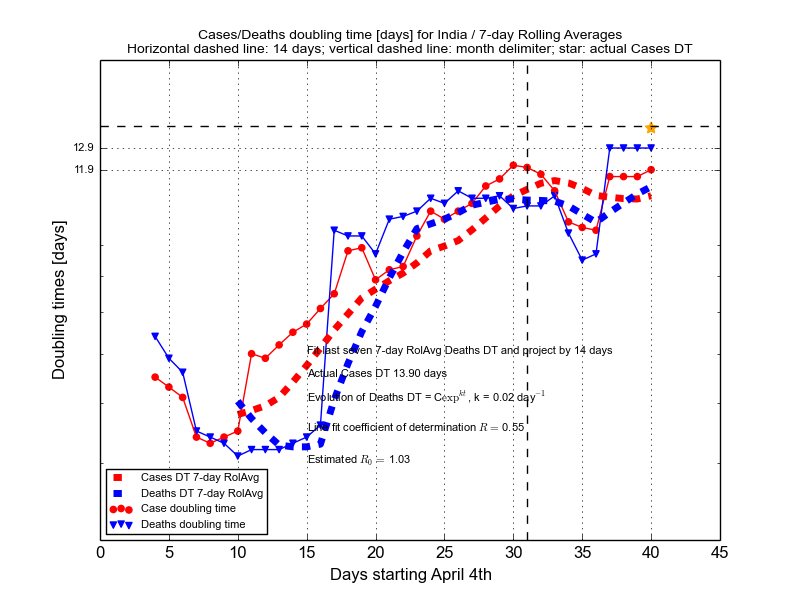 Cases/Deaths doubling time [days] for India / 7-day Rolling Averages
Horizontal dashed line: 14 days; vertical dashed line: month delimiter; star: actual Cases DT
12.9
11.9
Doubling times [days]
Fit last seven 7-day RolAvg Deaths DT and project by 14 days
Actual Cases DT 13.90 days
Evolution of Deaths DT = Cexp^kt, k = 0.02 day^−1
Line fit coefficient of determination R = 0.55
Estimated R_0 = 1.03
Cases DT 7-day RolAvg
Deaths DT 7-day RolAvg
Case doubling time
Deaths doubling time
0 5 10 15 20 25 30 35 40 45
Days starting April 4th